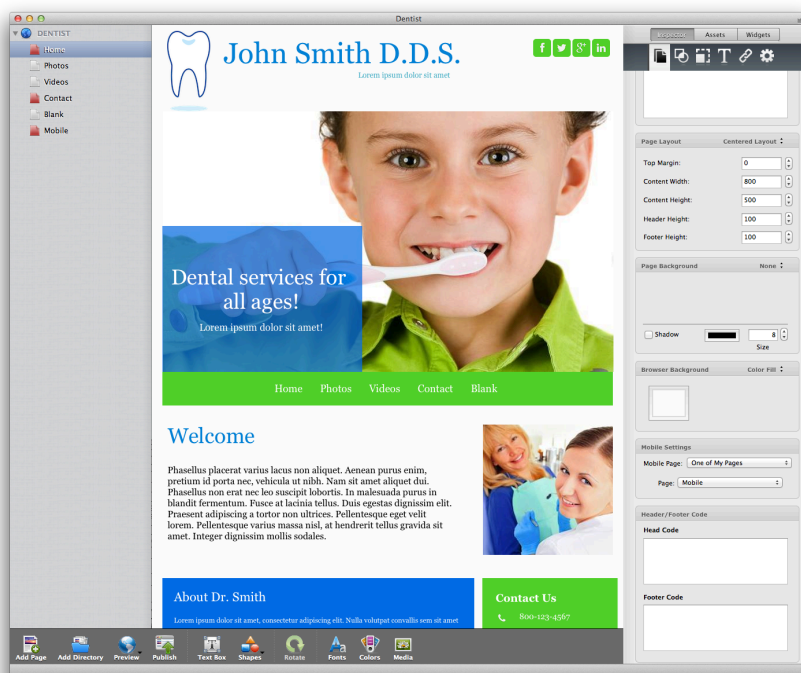 Dentist
DENTIST
Home
Photos
Videos
Contact
Blank
Mobile
John Smith D.D.S.
Lorem ipsum dolor sit amet
f
g+
in
Dental services for
all ages!
Lorem ipsum dolor sit amet!
Home Photos Videos Contact Blank
Welcome
Phasellus placerat varius lacus non aliquet. Aenean purus enim,
pretium id porta nec, vehicula ut nibh. Nam sit amet aliquet dui.
Phasellus non erat nec leo suscipit lobortis. In malesuada purus in
blandit fermentum. Fusce at lacinia tellus. Duis egestas dignissim elit.
Praesent adipiscing a tortor non ultrices. Pellentesque eget velit
lorem. Pellentesque varius massa nisl, at hendrerit tellus gravida sit
amet. Integer dignissim mollis sodales.
About Dr. Smith
Lorem ipsum dolor sit amet, consectetur adipiscing elit. Nulla volutpat convallis sem sit amet
Contact Us
800-123-4567
Inspector Assets Widgets
T
Page Layout Centered Layout
Top Margin: 0
Content Width: 800
Content Height: 500
Header Height: 100
Footer Height: 100
Page Background None
Shadow 8
Size
Browser Background Color Fill
Mobile Settings
Mobile Page: One of My Pages
Page: Mobile
Header/Footer Code
Head Code
Footer Code
Add Page Add Directory Preview Publish Text Box Shapes Rotate Fonts Colors Media